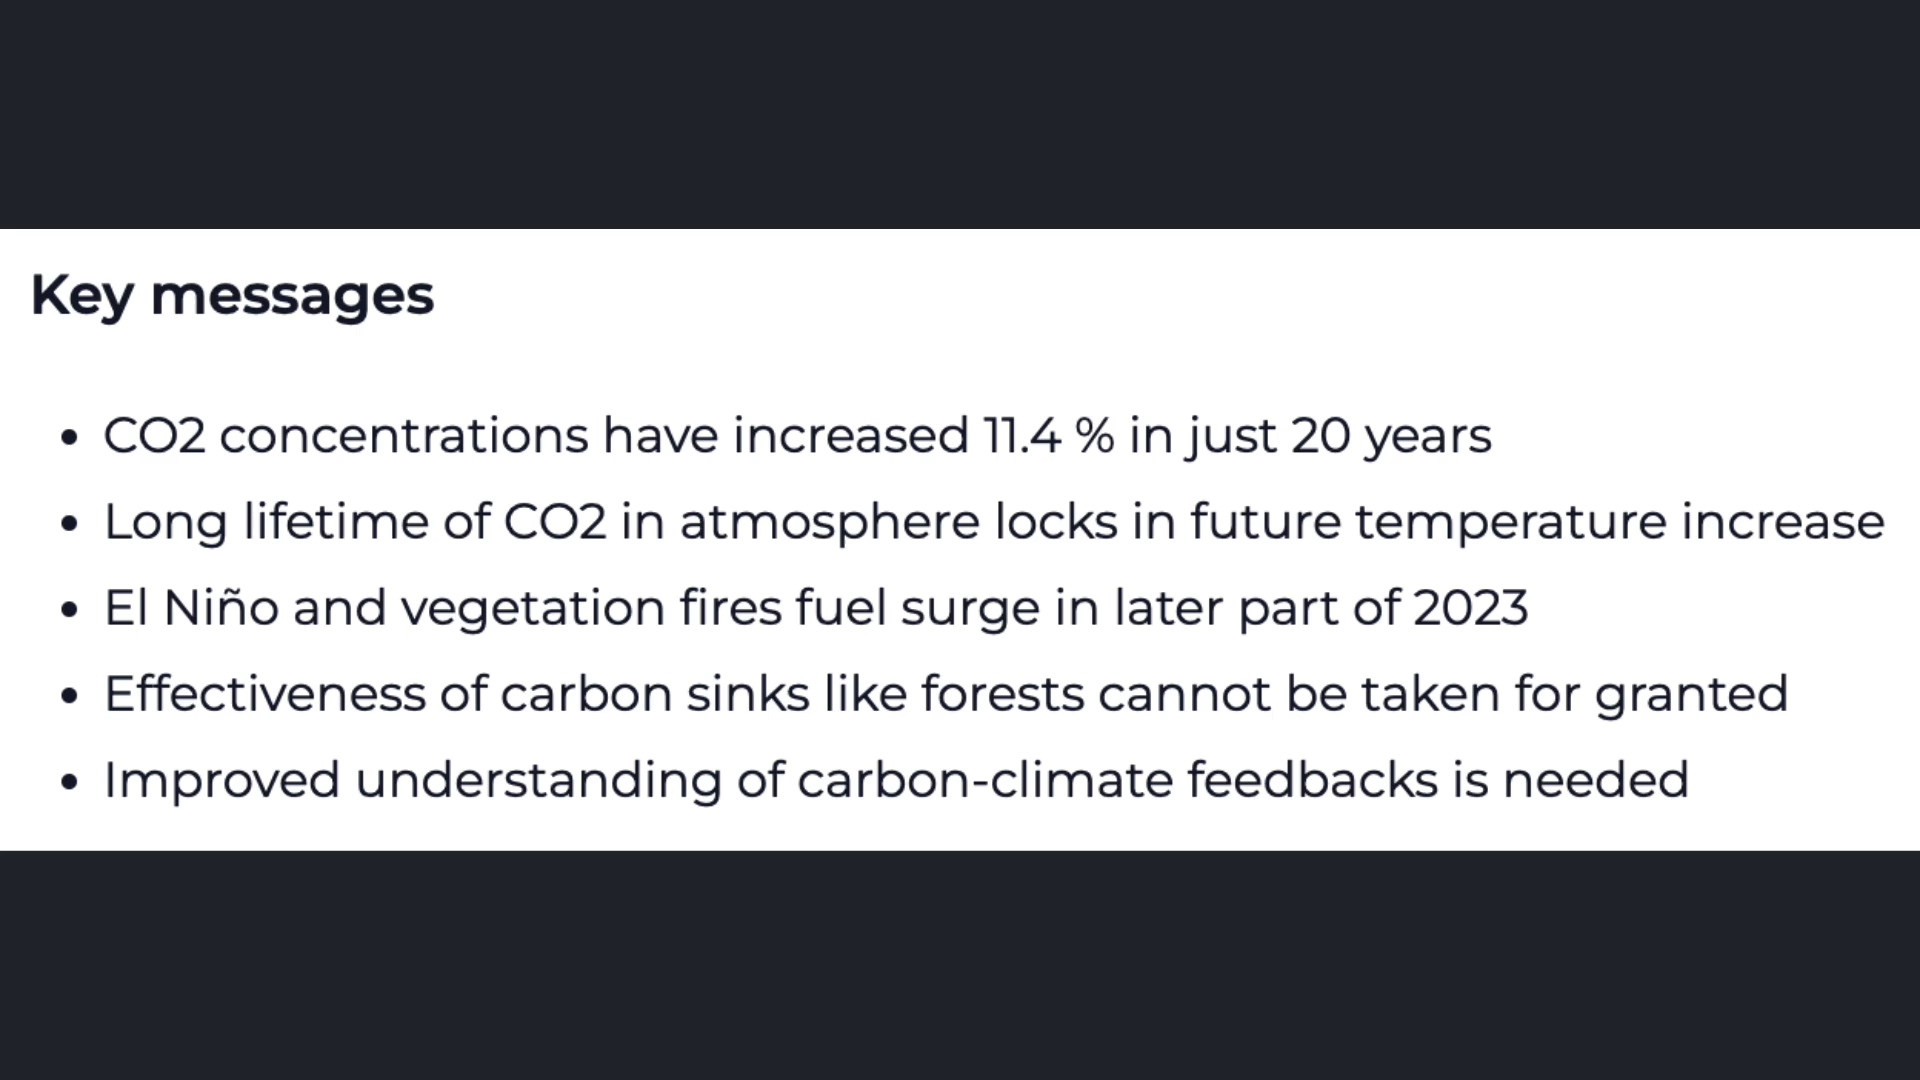 Key messages
• CO2 concentrations have increased 11.4 % in just 20 years
• Long lifetime of CO2 in atmosphere locks in future temperature increase
• El Niño and vegetation fires fuel surge in later part of 2023
• Effectiveness of carbon sinks like forests cannot be taken for granted
• Improved understanding of carbon-climate feedbacks is needed